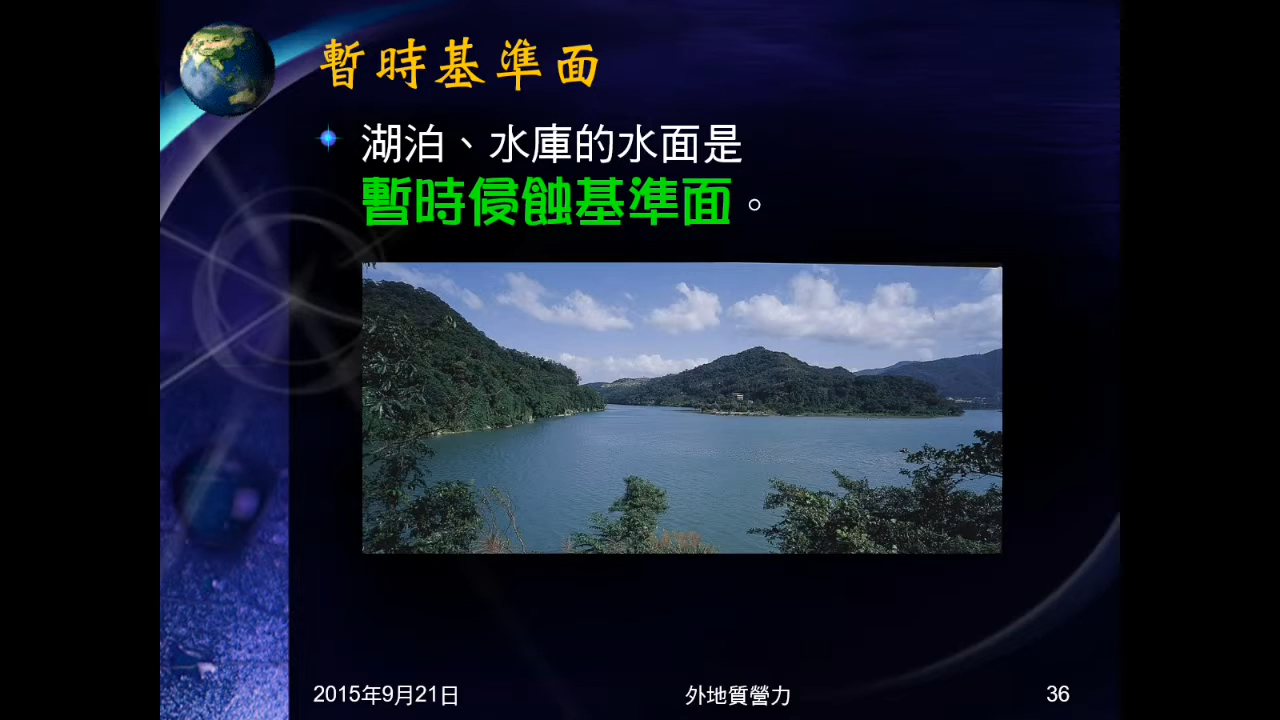 暫時基準面
湖泊、水庫的水面是
暫時侵蝕基準面。
2015年9月21日
外地質營力
36